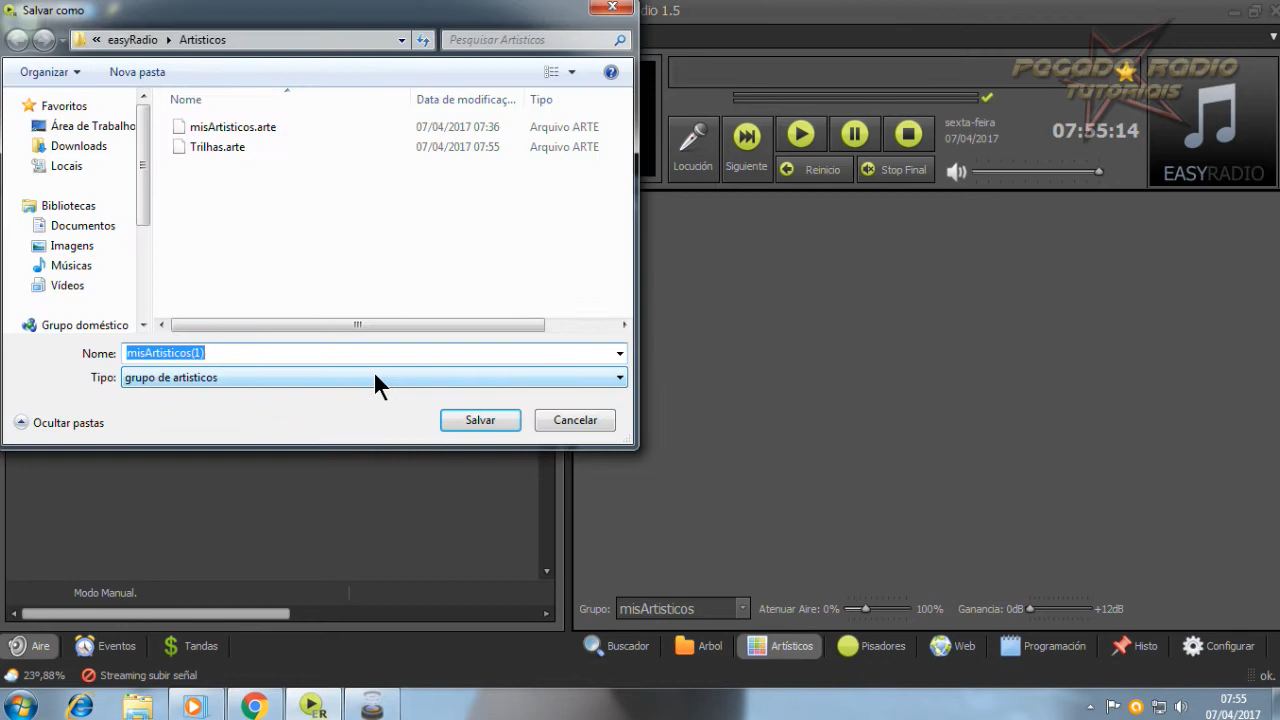 Salvar como
dio 1.5
« easyRadio Artisticos
Pesquisar Artisticos
Organizar
Nova pasta
Nome
Data de modificaç...
Tipo
Favoritos
Área de Trabalho
Downloads
Locais
Bibliotecas
Documentos
Imagens
Músicas
Vídeos
Grupo doméstico
misArtisticos.arte 07/04/2017 07:36 Arquivo ARTE
Trilhas.arte 07/04/2017 07:55 Arquivo ARTE
Nome: misArtisticos(1)
Tipo: grupo de artisticos
Ocultar pastas
Salvar
Cancelar
PEGADO RADIO
TUTORIAIS
Locución
Siguiente
Reinicio
Stop Final
sexta-feira
07/04/2017
07:55:14
EASYRADIO
Modo Manual.
Grupo: misArtisticos
Atenuar Aire: 0% 100%
Ganancia: 0dB +12dB
Aire
Eventos
Tandas
Buscador
Arbol
Artísticos
Pisadores
Web
Programación
Histo
Configurar
23º,88%
Streaming subir señal
ok.
ER
07:55
07/04/2017